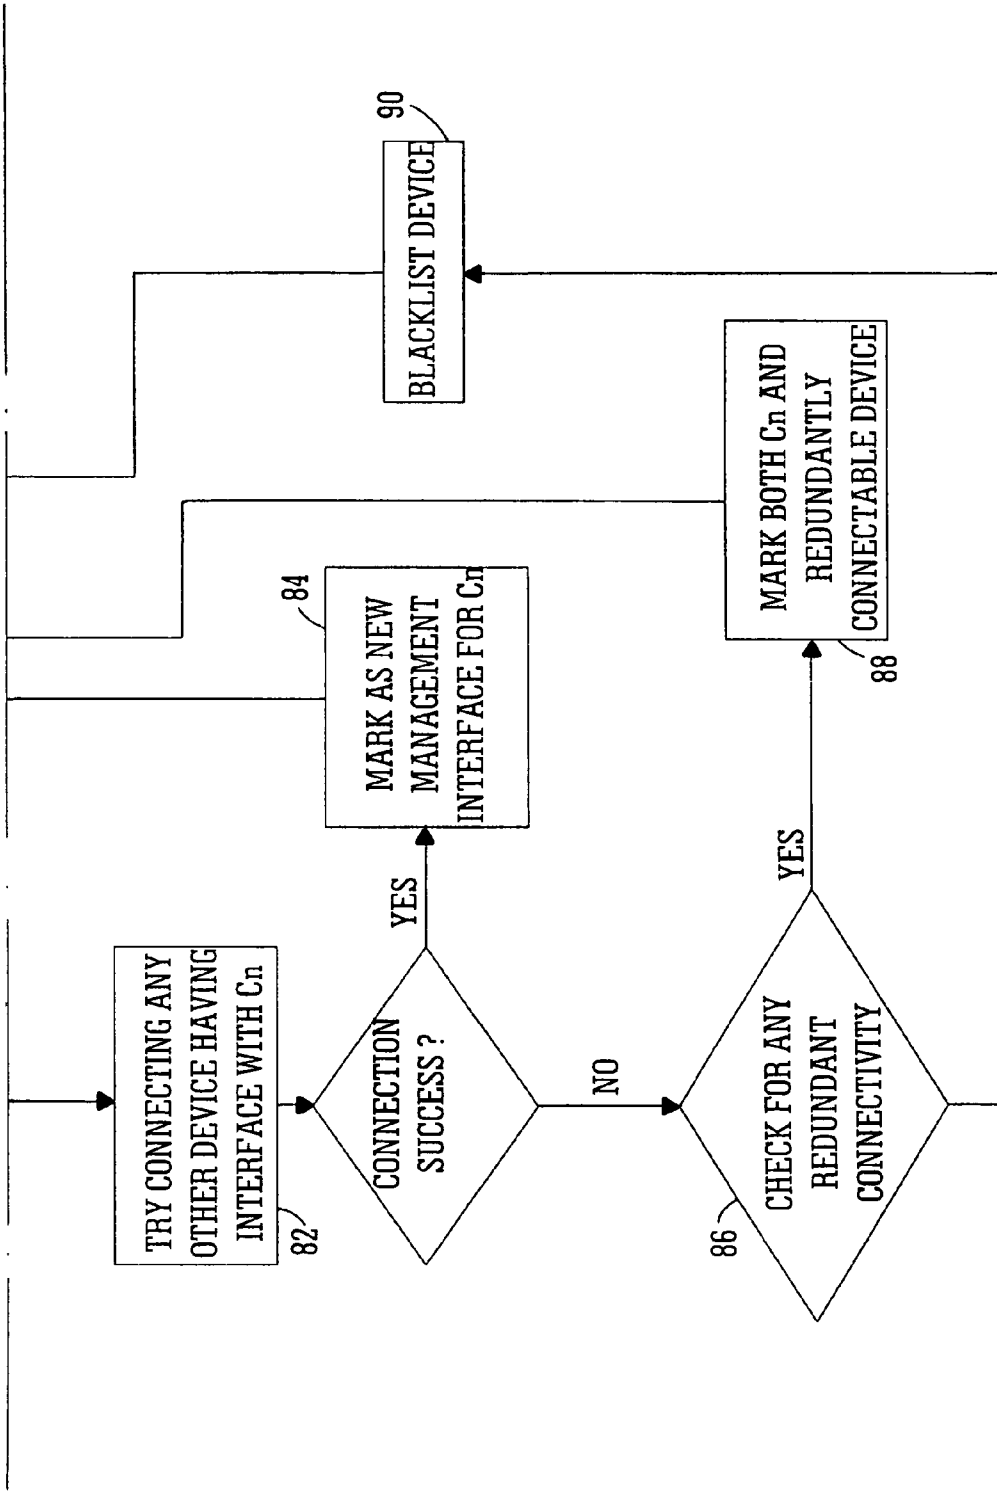 TRY CONNECTING ANY
OTHER DEVICE HAVING
INTERFACE WITH Cn
82
CONNECTION
SUCCESS ?
YES
MARK AS NEW
MANAGEMENT
INTERFACE FOR Cn
84
NO
CHECK FOR ANY
REDUNDANT
CONNECTIVITY
86
YES
MARK BOTH Cn AND
REDUNDANTLY
CONNECTABLE DEVICE
88
BLACKLIST DEVICE
90